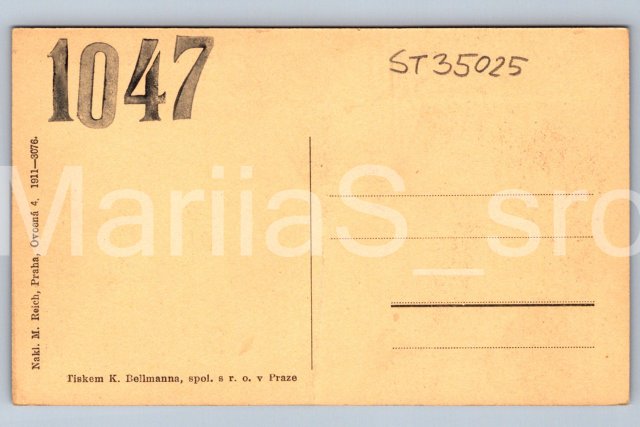 1047
ST35025
Nakl. M. Reich, Praha, Ovocná 4. 1911—3076.
MariiaS_sro
Tiskem K. Bellmanna, spol. s r. o. v Praze